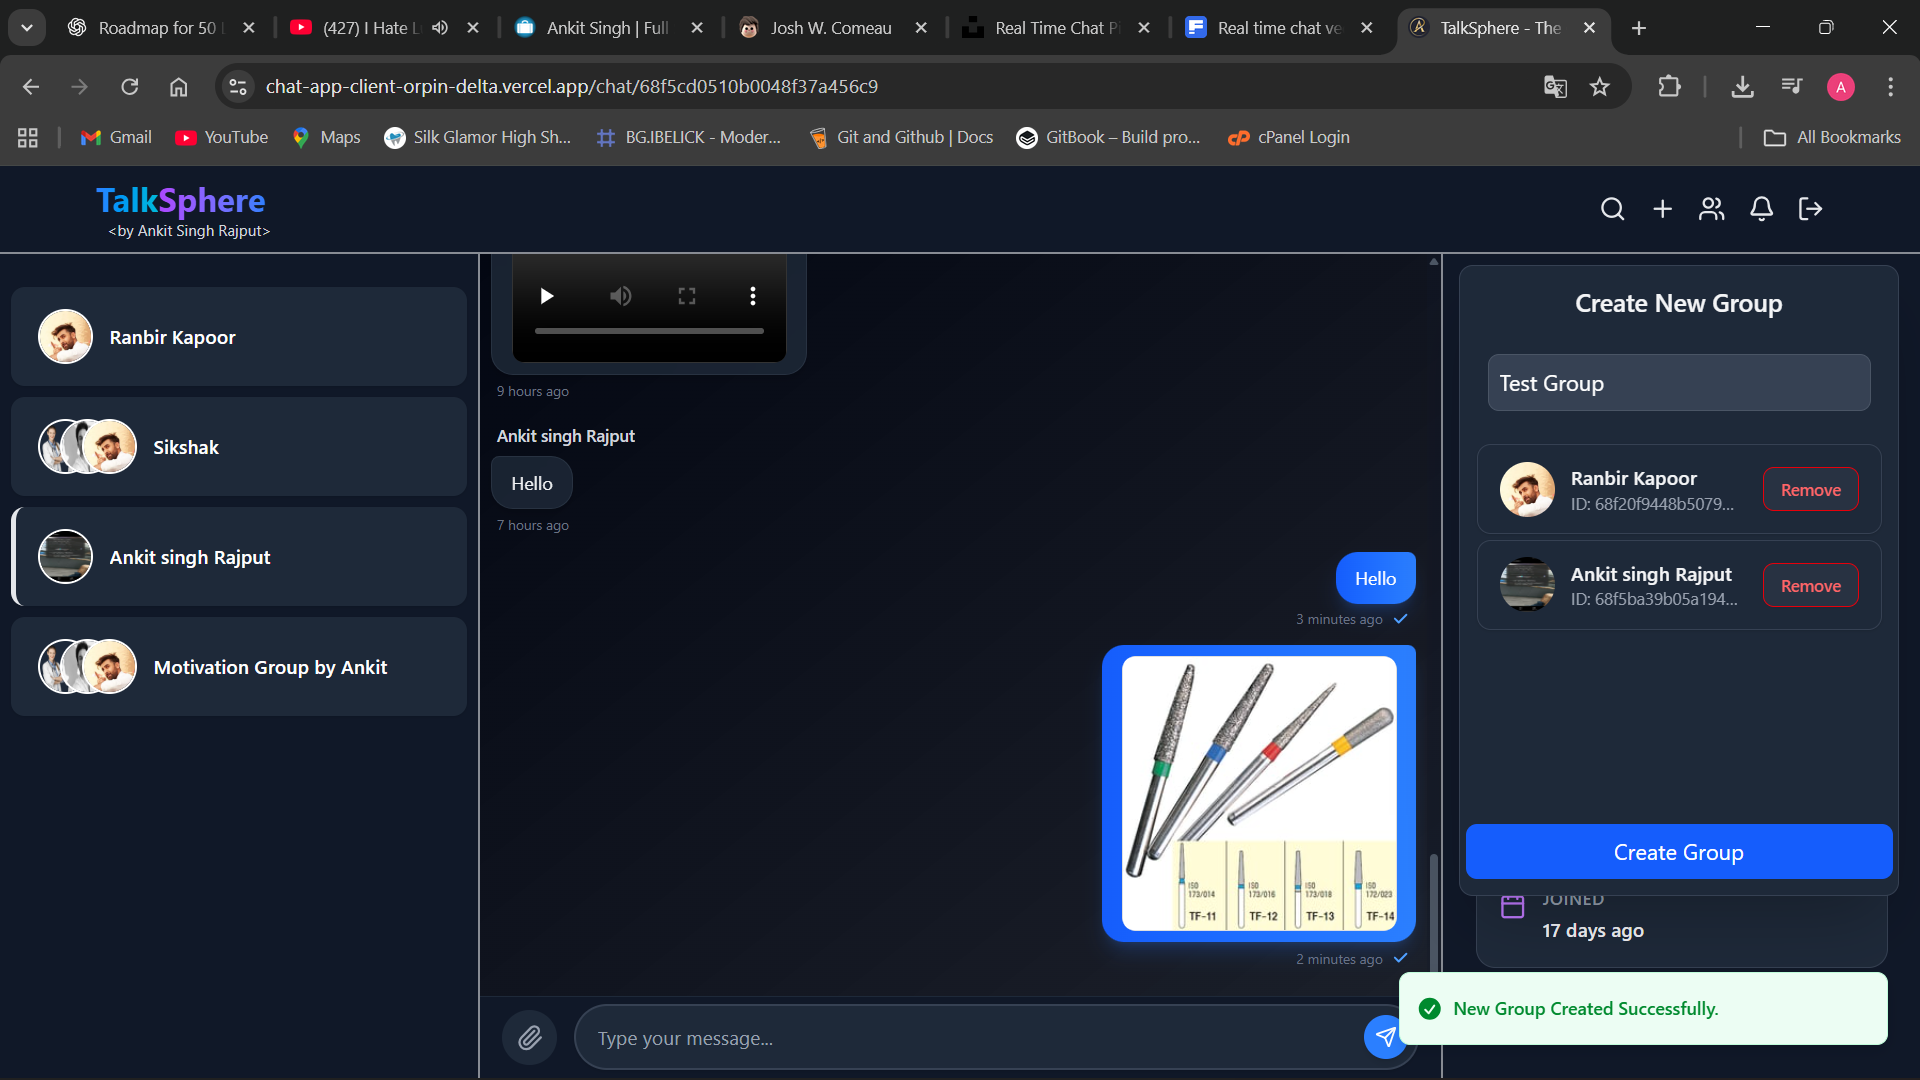 Roadmap for 50
(427) I Hate L
Ankit Singh | Full
Josh W. Comeau
Real Time Chat P
Real time chat ve
TalkSphere - The
chat-app-client-orpin-delta.vercel.app/chat/68f5cd0510b0048f37a456c9
A
Gmail
YouTube
Maps
Silk Glamor High Sh...
BG.IBELICK - Moder...
Git and Github | Docs
GitBook – Build pro...
cPanel Login
All Bookmarks
TalkSphere
<by Ankit Singh Rajput>
Ranbir Kapoor
Sikshak
Ankit singh Rajput
Motivation Group by Ankit
9 hours ago
Ankit singh Rajput
Hello
7 hours ago
Hello
3 minutes ago
ISO 173/014
ISO 173/016
ISO 173/018
ISO 172/023
TF-11
TF-12
TF-13
TF-14
2 minutes ago
Type your message...
Create New Group
Test Group
Ranbir Kapoor
ID: 68f20f9448b5079...
Remove
Ankit singh Rajput
ID: 68f5ba39b05a194...
Remove
Create Group
JOINED
17 days ago
New Group Created Successfully.